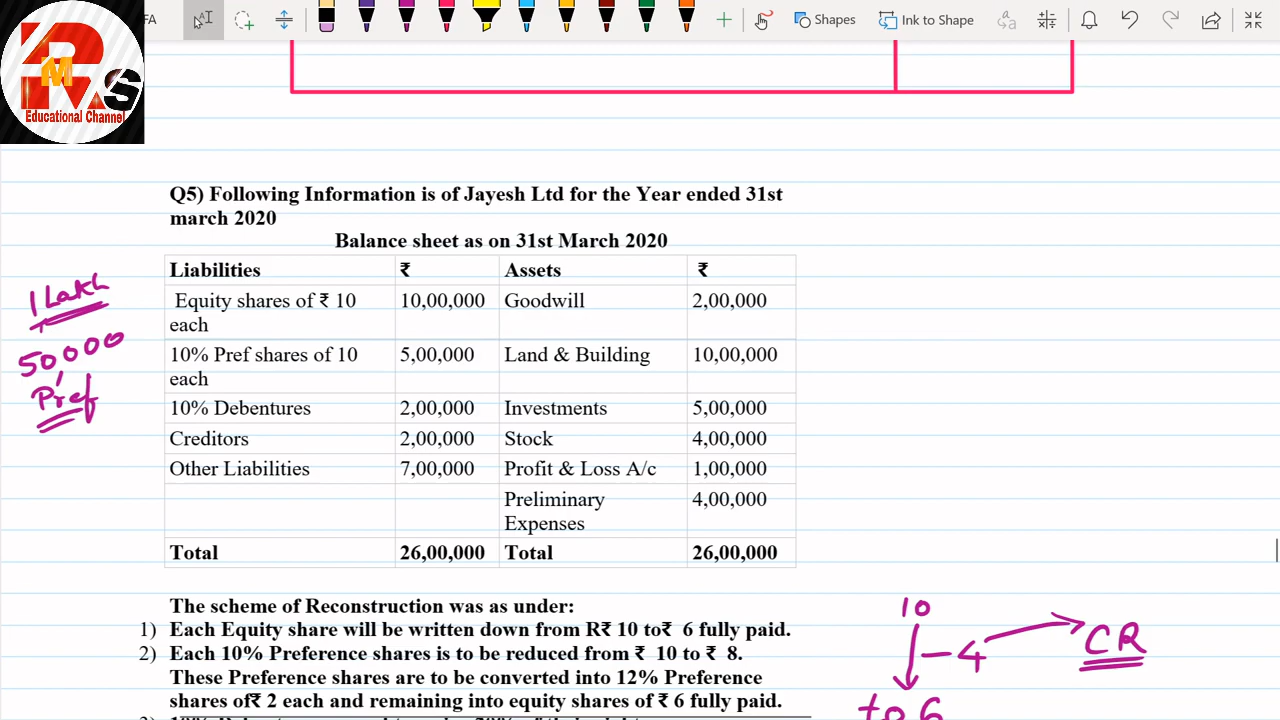 FA
Shapes
Ink to Shape
RMS
Educational Channel
Q5) Following Information is of Jayesh Ltd for the Year ended 31st
march 2020
Balance sheet as on 31st March 2020
Liabilities ₹ Assets ₹
Equity shares of ₹ 10 10,00,000 Goodwill 2,00,000
each
10% Pref shares of 10 5,00,000 Land & Building 10,00,000
each
10% Debentures 2,00,000 Investments 5,00,000
Creditors 2,00,000 Stock 4,00,000
Other Liabilities 7,00,000 Profit & Loss A/c 1,00,000
Preliminary 4,00,000
Expenses
Total 26,00,000 Total 26,00,000
1 Lakh
50,000
Pref
The scheme of Reconstruction was as under:
1) Each Equity share will be written down from R₹ 10 to₹ 6 fully paid.
2) Each 10% Preference shares is to be reduced from ₹ 10 to ₹ 8.
These Preference shares are to be converted into 12% Preference
shares of₹ 2 each and remaining into equity shares of ₹ 6 fully paid.
10
4
CR
to 6